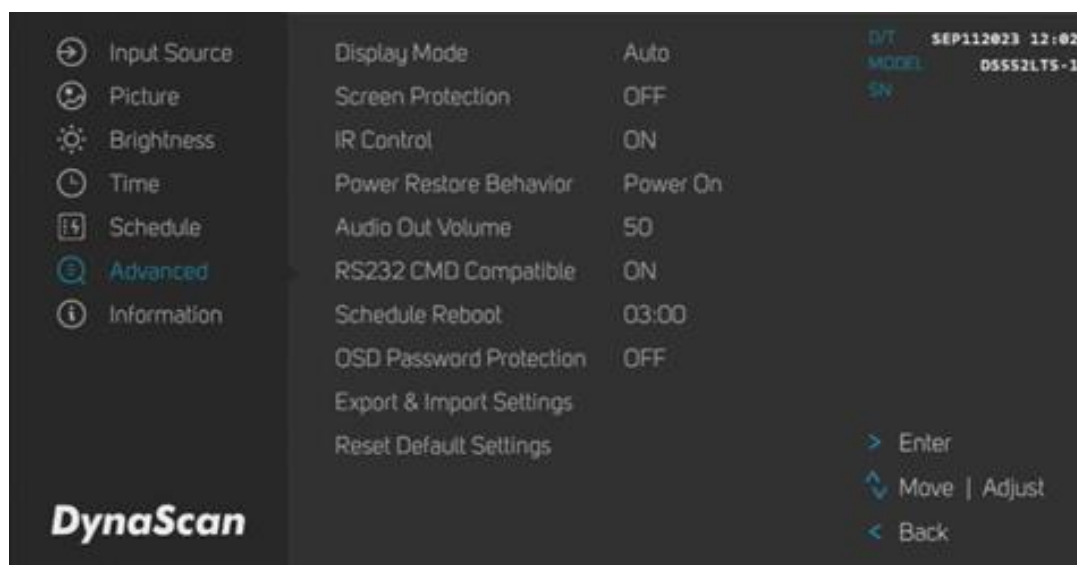 Input Source
Picture
Brightness
Time
Schedule
Advanced
Information
DynaScan
Display Mode Auto
Screen Protection OFF
IR Control ON
Power Restore Behavior Power On
Audio Out Volume 50
RS232 CMD Compatible ON
Schedule Reboot 03:00
OSD Password Protection OFF
Export & Import Settings
Reset Default Settings
D/T SEP112023 12:02
MODEL DS552LT5-1
SN
> Enter
Move | Adjust
< Back